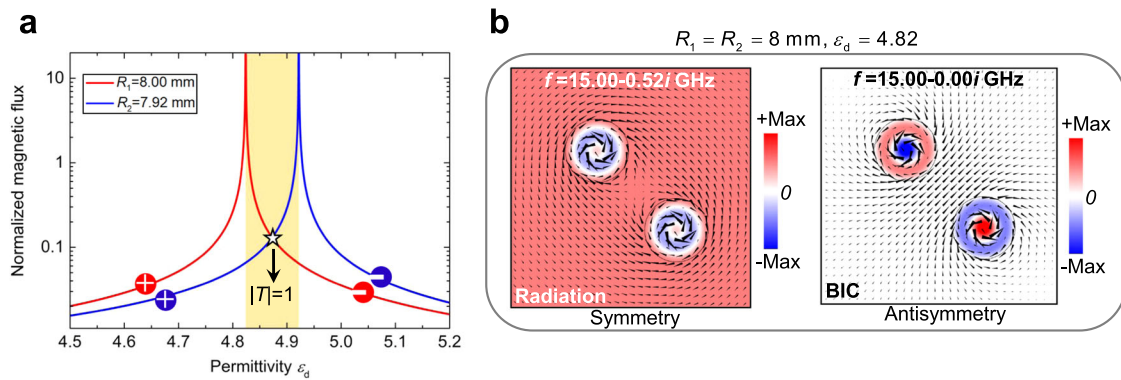 a
Normalized magnetic flux
10
1
0.1
R₁=8.00 mm
R₂=7.92 mm
|T|=1
4.5 4.6 4.7 4.8 4.9 5.0 5.1 5.2
Permittivity εd
b
R₁ = R₂ = 8 mm, εd = 4.82
f=15.00-0.52i GHz
Radiation
Symmetry
+Max
0
-Max
f=15.00-0.00i GHz
BIC
Antisymmetry
+Max
0
-Max